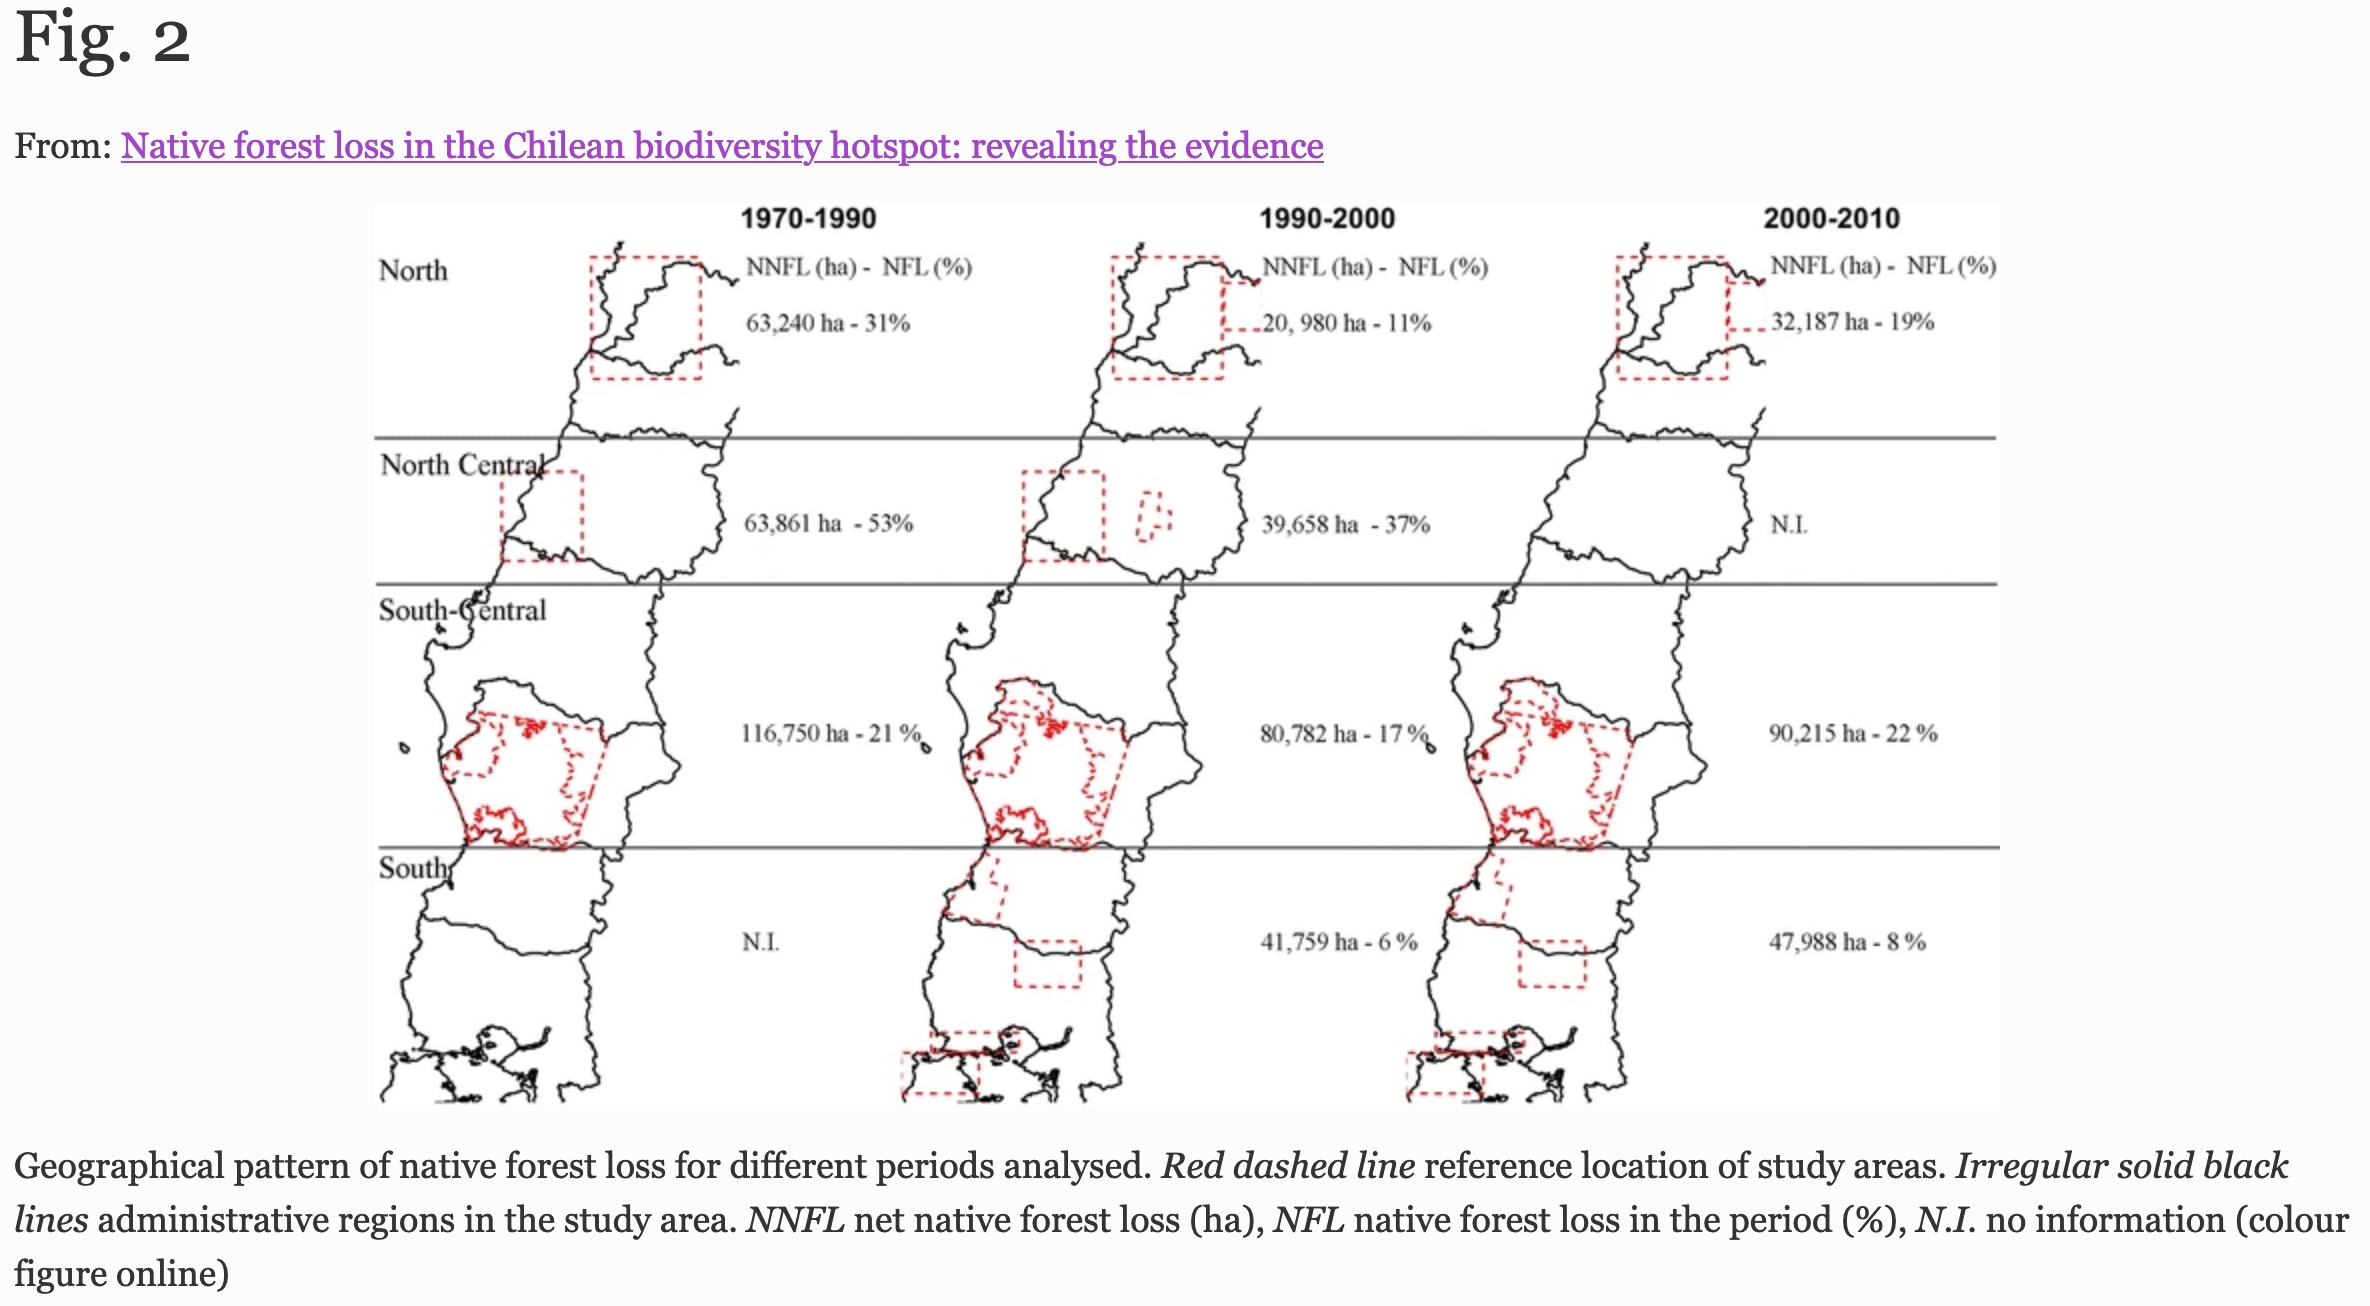 Fig. 2
From: Native forest loss in the Chilean biodiversity hotspot: revealing the evidence
1970-1990 1990-2000 2000-2010
North NNFL (ha) - NFL (%) NNFL (ha) - NFL (%) NNFL (ha) - NFL (%)
63,240 ha - 31% 20, 980 ha - 11% 32,187 ha - 19%
North Central
63,861 ha - 53% 39,658 ha - 37% N.I.
South-Central
116,750 ha - 21 % 80,782 ha - 17 % 90,215 ha - 22 %
South
N.I. 41,759 ha - 6 % 47,988 ha - 8 %
Geographical pattern of native forest loss for different periods analysed. Red dashed line reference location of study areas. Irregular solid black
lines administrative regions in the study area. NNFL net native forest loss (ha), NFL native forest loss in the period (%), N.I. no information (colour
figure online)